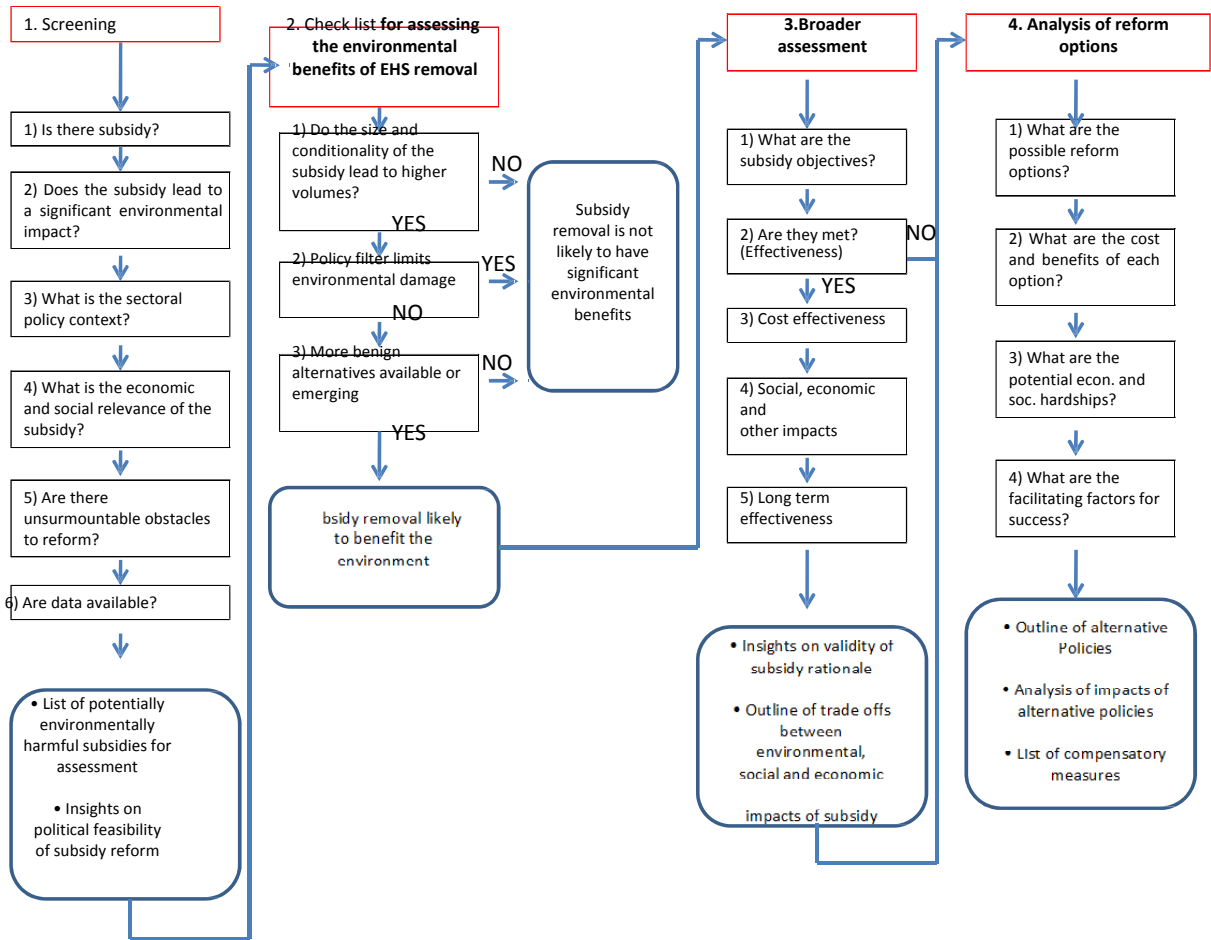 1. Screening
1) Is there subsidy?
2) Does the subsidy lead to
a significant environmental
impact?
3) What is the sectoral
policy context?
4) What is the economic
and social relevance of the
subsidy?
5) Are there
unsurmountable obstacles
to reform?
6) Are data available?
• List of potentially
environmentally
harmful subsidies for
assessment
• Insights on
political feasibility
of subsidy reform
2. Check list for assessing
the environmental
benefits of EHS removal
1) Do the size and
conditionality of the
subsidy lead to higher
volumes?
NO
YES
2) Policy filter limits
environmental damage
YES
NO
3) More benign
alternatives available or
emerging
NO
YES
Subsidy
removal is not
likely to have
significant
environmental
benefits
bsidy removal likely
to benefit the
environment
3.Broader
assessment
1) What are the
subsidy objectives?
2) Are they met?
(Effectiveness)
NO
YES
3) Cost effectiveness
4) Social, economic
and
other impacts
5) Long term
effectiveness
• Insights on validity of
subsidy rationale
• Outline of trade offs
between
environmental,
social and economic
impacts of subsidy
4. Analysis of reform
options
1) What are the
possible reform
options?
2) What are the cost
and benefits of each
option?
3) What are the
potential econ. and
soc. hardships?
4) What are the
facilitating factors for
success?
• Outline of alternative
Policies
• Analysis of impacts of
alternative policies
• LIst of compensatory
measures